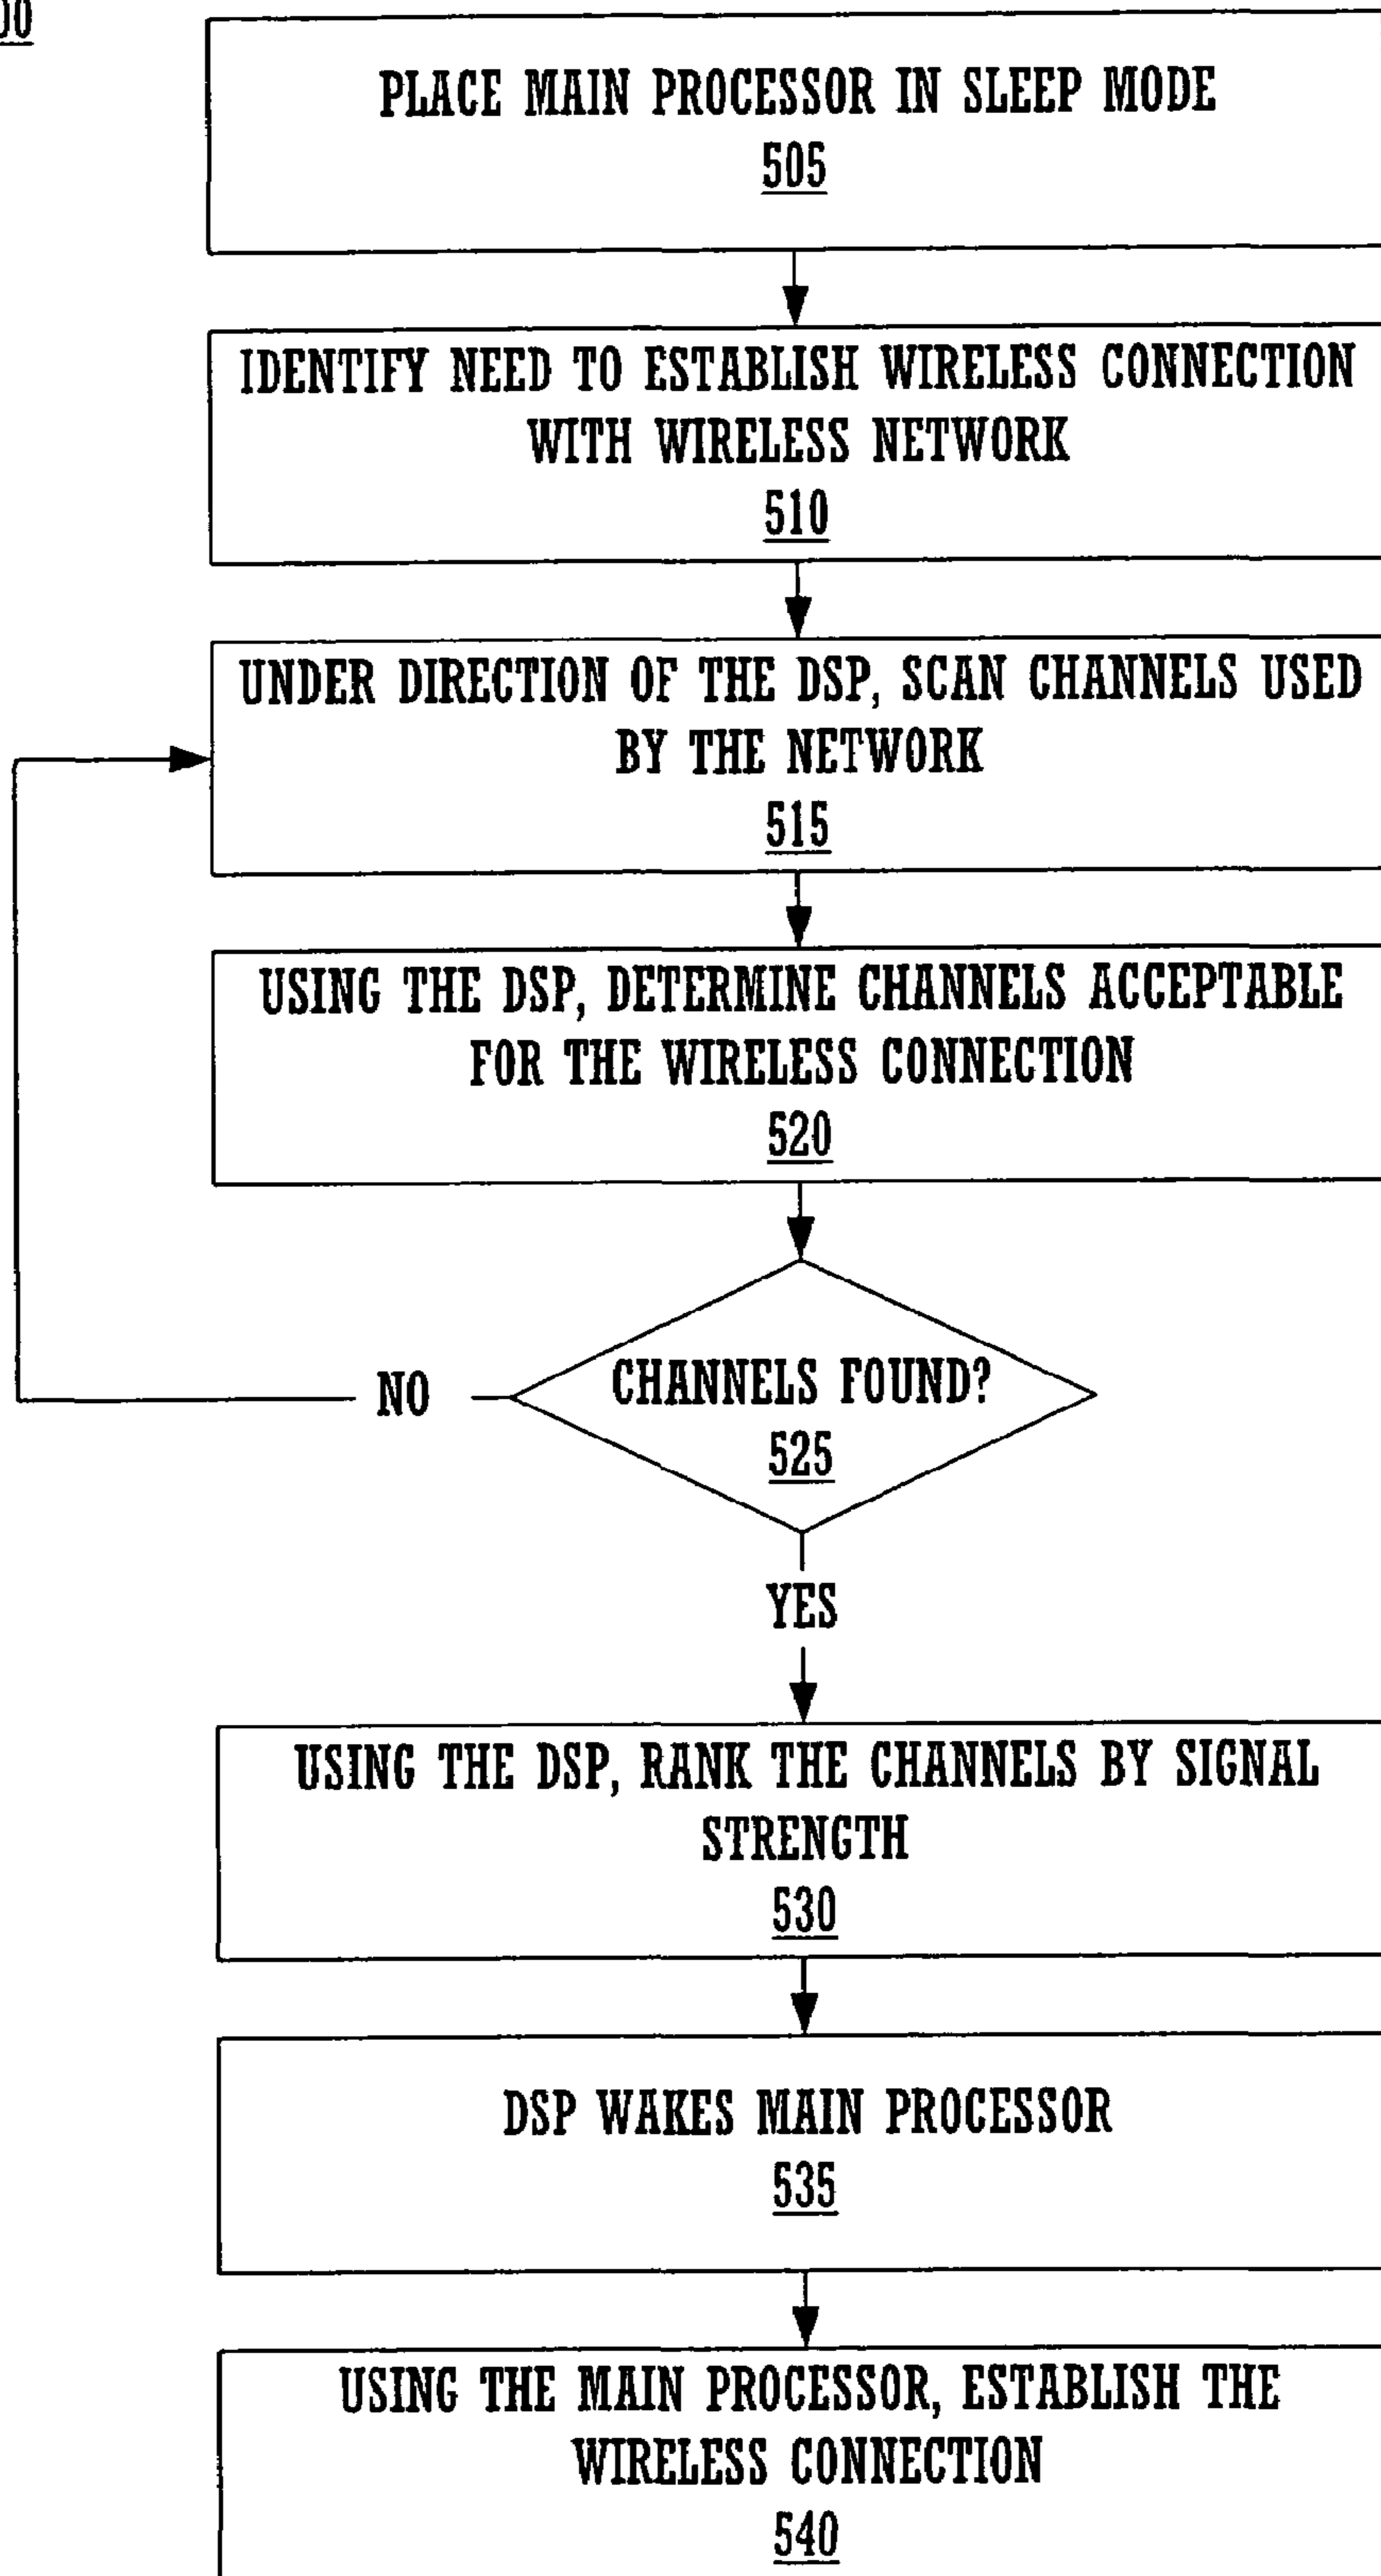 00
PLACE MAIN PROCESSOR IN SLEEP MODE
505
IDENTIFY NEED TO ESTABLISH WIRELESS CONNECTION
WITH WIRELESS NETWORK
510
UNDER DIRECTION OF THE DSP, SCAN CHANNELS USED
BY THE NETWORK
515
USING THE DSP, DETERMINE CHANNELS ACCEPTABLE
FOR THE WIRELESS CONNECTION
520
CHANNELS FOUND?
525
NO
YES
USING THE DSP, RANK THE CHANNELS BY SIGNAL
STRENGTH
530
DSP WAKES MAIN PROCESSOR
535
USING THE MAIN PROCESSOR, ESTABLISH THE
WIRELESS CONNECTION
540